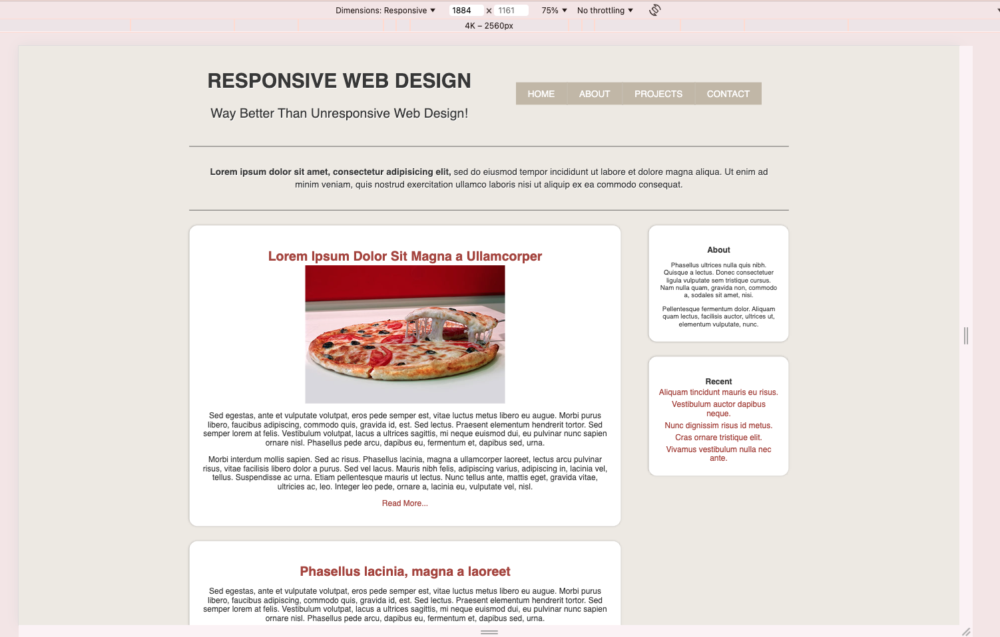 Dimensions: Responsive ▼ 1884 x 1161 75% ▼ No throttling ▼
4K – 2560px
RESPONSIVE WEB DESIGN
Way Better Than Unresponsive Web Design!
HOME ABOUT PROJECTS CONTACT
Lorem ipsum dolor sit amet, consectetur adipisicing elit, sed do eiusmod tempor incididunt ut labore et dolore magna aliqua. Ut enim ad
minim veniam, quis nostrud exercitation ullamco laboris nisi ut aliquip ex ea commodo consequat.
Lorem Ipsum Dolor Sit Magna a Ullamcorper
Sed egestas, ante et vulputate volutpat, eros pede semper est, vitae luctus metus libero eu augue. Morbi purus
libero, faucibus adipiscing, commodo quis, gravida id, est. Sed lectus. Praesent elementum hendrerit tortor. Sed
semper lorem at felis. Vestibulum volutpat, lacus a ultrices sagittis, mi neque euismod dui, eu pulvinar nunc sapien
ornare nisl. Phasellus pede arcu, dapibus eu, fermentum et, dapibus sed, urna.
Morbi interdum mollis sapien. Sed ac risus. Phasellus lacinia, magna a ullamcorper laoreet, lectus arcu pulvinar
risus, vitae facilisis libero dolor a purus. Sed vel lacus. Mauris nibh felis, adipiscing varius, adipiscing in, lacinia vel,
tellus. Suspendisse ac urna. Etiam pellentesque mauris ut lectus. Nunc tellus ante, mattis eget, gravida vitae,
ultricies ac, leo. Integer leo pede, ornare a, lacinia eu, vulputate vel, nisl.
Read More...
Phasellus lacinia, magna a laoreet
Sed egestas, ante et vulputate volutpat, eros pede semper est, vitae luctus metus libero eu augue. Morbi purus
libero, faucibus adipiscing, commodo quis, gravida id, est. Sed lectus. Praesent elementum hendrerit tortor. Sed
semper lorem at felis. Vestibulum volutpat, lacus a ultrices sagittis, mi neque euismod dui, eu pulvinar nunc sapien
ornare nisl. Phasellus pede arcu, dapibus eu, fermentum et, dapibus sed, urna.
About
Phasellus ultrices nulla quis nibh.
Quisque a lectus. Donec consectetuer
ligula vulputate sem tristique cursus.
Nam nulla quam, gravida non, commodo
a, sodales sit amet, nisi.
Pellentesque fermentum dolor. Aliquam
quam lectus, facilisis auctor, ultrices ut,
elementum vulputate, nunc.
Recent
Aliquam tincidunt mauris eu risus.
Vestibulum auctor dapibus
neque.
Nunc dignissim risus id metus.
Cras ornare tristique elit.
Vivamus vestibulum nulla nec
ante.